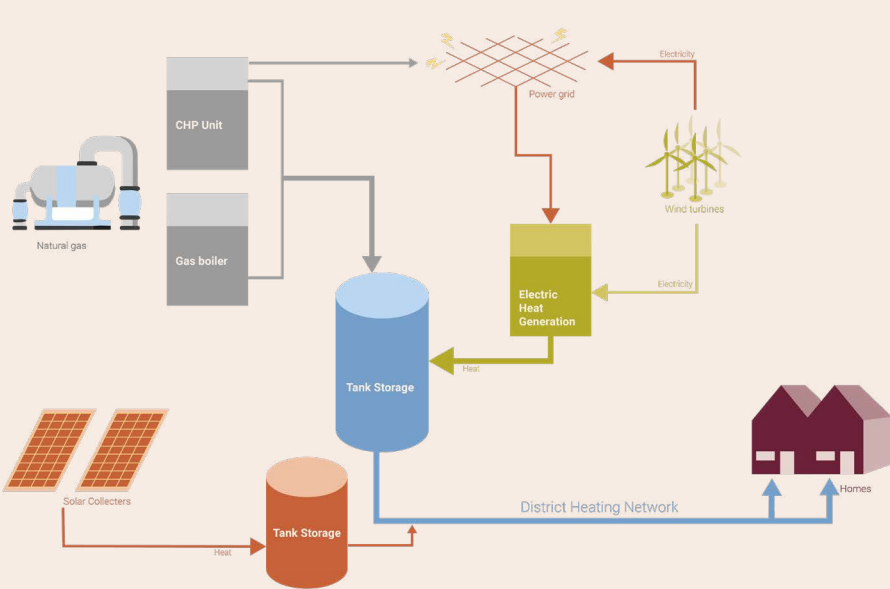 Electricity
Power grid
CHP Unit
Wind turbines
Natural gas
Gas boiler
Electricity
Electric
Heat
Generation
Heat
Tank Storage
Solar Collecters
Homes
District Heating Network
Tank Storage
Heat